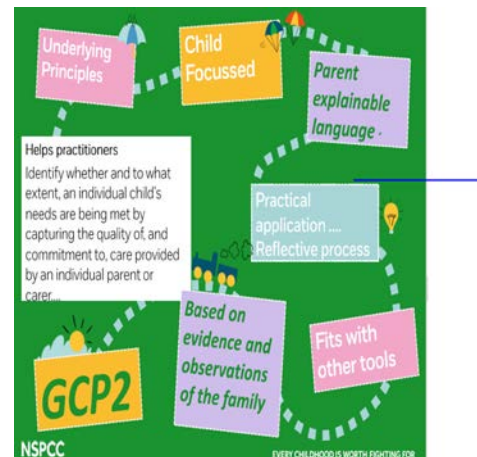 Underlying
Principles
Child
Focussed
Parent
explainable
language .
Helps practitioners
Identify whether and to what
extent, an individual child's
needs are being met by
capturing the quality of, and
commitment to, care provided
by an individual parent or
carer....
Practical
application ....
Reflective process
Based on
evidence and
observations
of the family
Fits with
other tools
GCP2
NSPCC
EVERY CHILDHOOD IS WORTH FIGHTING FOR